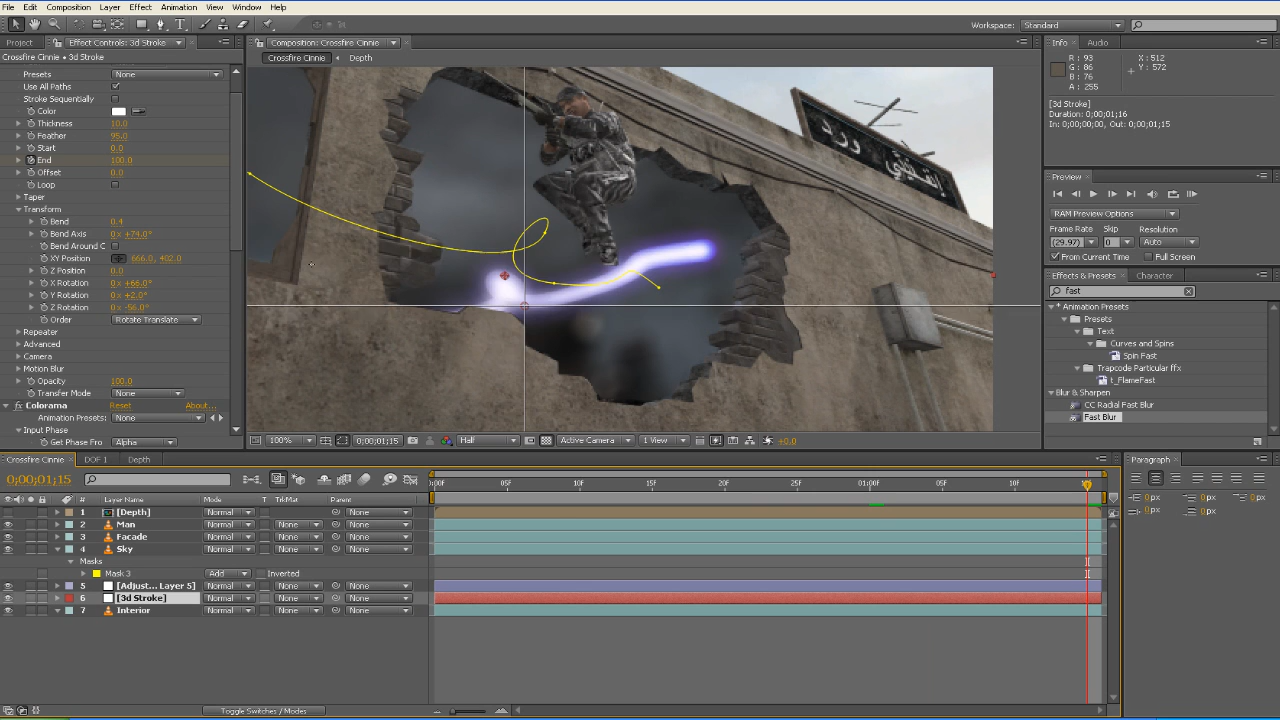 File Edit Composition Layer Effect Animation View Window Help
Workspace: Standard
Project Effect Controls: 3d Stroke
Crossfire Cinnie • 3d Stroke
Presets None
Use All Paths
Stroke Sequentially
Color
Thickness 10.0
Feather 95.0
Start 0.0
End 100.0
Offset 0.0
Loop
Taper
Transform
Bend 0.4
Bend Axis 0 x +74.0°
Bend Around C
XY Position 666.0, 402.0
Z Position 0.0
X Rotation 0 x +66.0°
Y Rotation 0 x +2.0°
Z Rotation 0 x -56.0°
Order Rotate Translate
Repeater
Advanced
Camera
Motion Blur
Opacity 100.0
Transfer Mode None
Colorama Reset About...
Animation Presets: None
Input Phase
Get Phase Fro Alpha
Composition: Crossfire Cinnie
Crossfire Cinnie Depth
100% 0;00;01;15 Half Active Camera 1 View +0.0
Info Audio
R: 93
G: 86
B: 76
A: 255
X: 512
Y: 572
[3d Stroke]
Duration: 0;00;01;16
In: 0;00;00;00, Out: 0;00;01;15
Preview
RAM Preview Options
Frame Rate Skip Resolution
(29.97) 0 Auto
From Current Time Full Screen
Effects & Presets Character
fast
* Animation Presets
Presets
Text
Curves and Spins
Spin Fast
Trapcode Particular ffx
t_FlameFast
Blur & Sharpen
CC Radial Fast Blur
Fast Blur
Crossfire Cinnie DOF 1 Depth
0;00;01;15
# Layer Name Mode T TrkMat Parent
1 [Depth] Normal None
2 Man Normal None None
3 Facade Normal None None
4 Sky Normal None None
Masks
Mask 3 Add Inverted
5 [Adjust... Layer 5] Normal None None
6 [3d Stroke] Normal None None
7 Interior Normal None None
Toggle Switches / Modes
0:00F 05F 10F 15F 20F 25F 01:00F 05F 10F
Paragraph
0 px 0 px 0 px
0 px 0 px